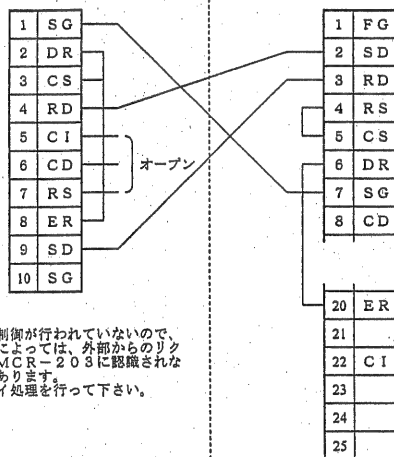 1 SG
2 DR
3 CS
4 RD
5 CI
6 CD
7 RS
8 ER
9 SD
10 SG
オープン
1 FG
2 SD
3 RD
4 RS
5 CS
6 DR
7 SG
8 CD
20 ER
21
22 CI
23
24
25
制御が行われていないので、
によっては、外部からのリク
MCR-203に認識されな
あります。
イ処理を行って下さい。